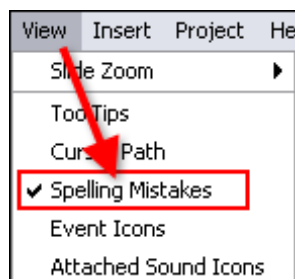 View Insert Project He
Slide Zoom
Tool Tips
Cursor Path
Spelling Mistakes
Event Icons
Attached Sound Icons